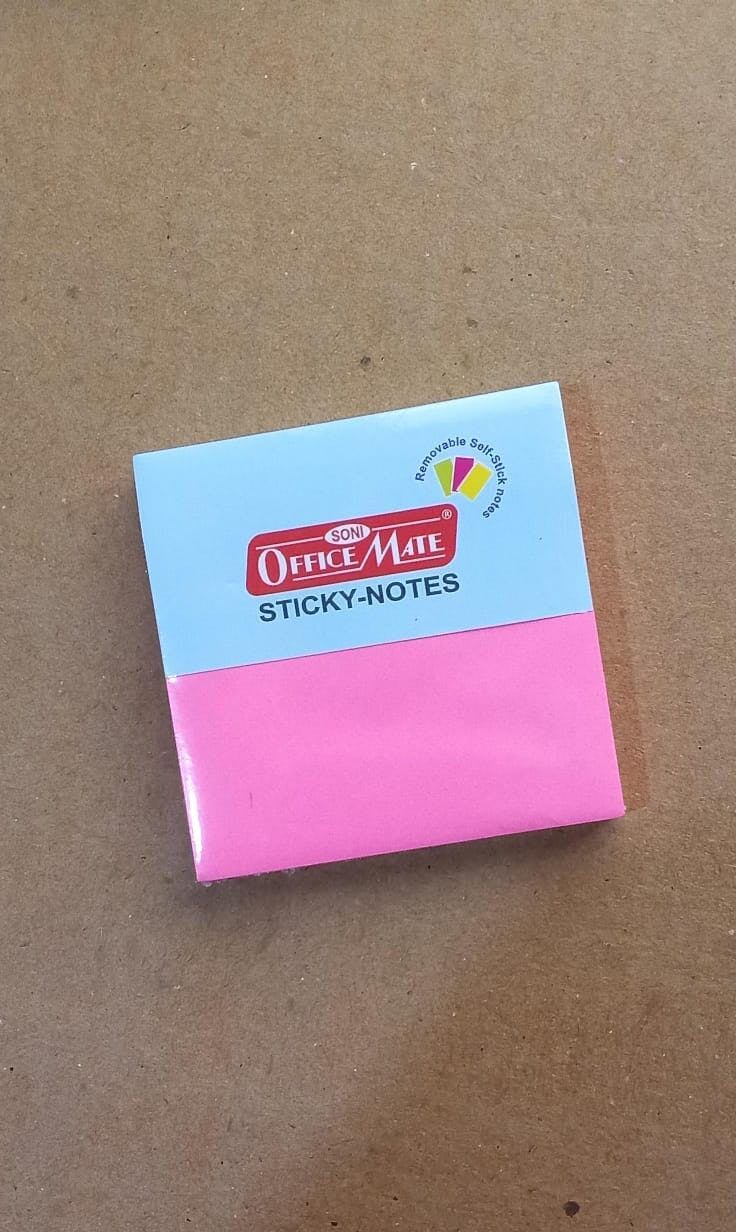 Removable Self-Stick notes
SONI
OFFICE MATE ®
STICKY-NOTES